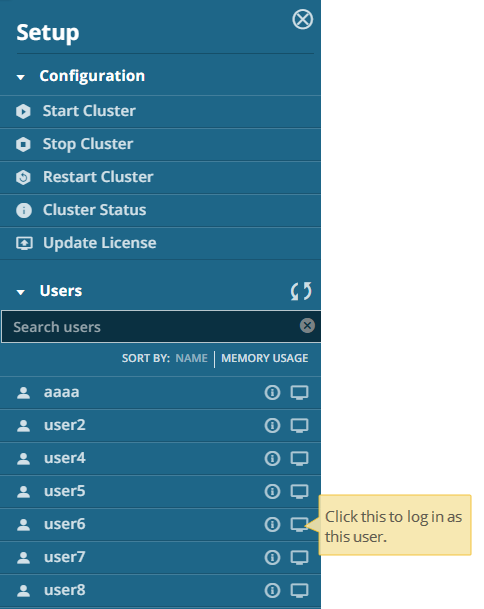 Setup
Configuration
Start Cluster
Stop Cluster
Restart Cluster
Cluster Status
Update License
Users
Search users
SORT BY: NAME | MEMORY USAGE
aaaa
user2
user4
user5
user6
Click this to log in as
this user.
user7
user8